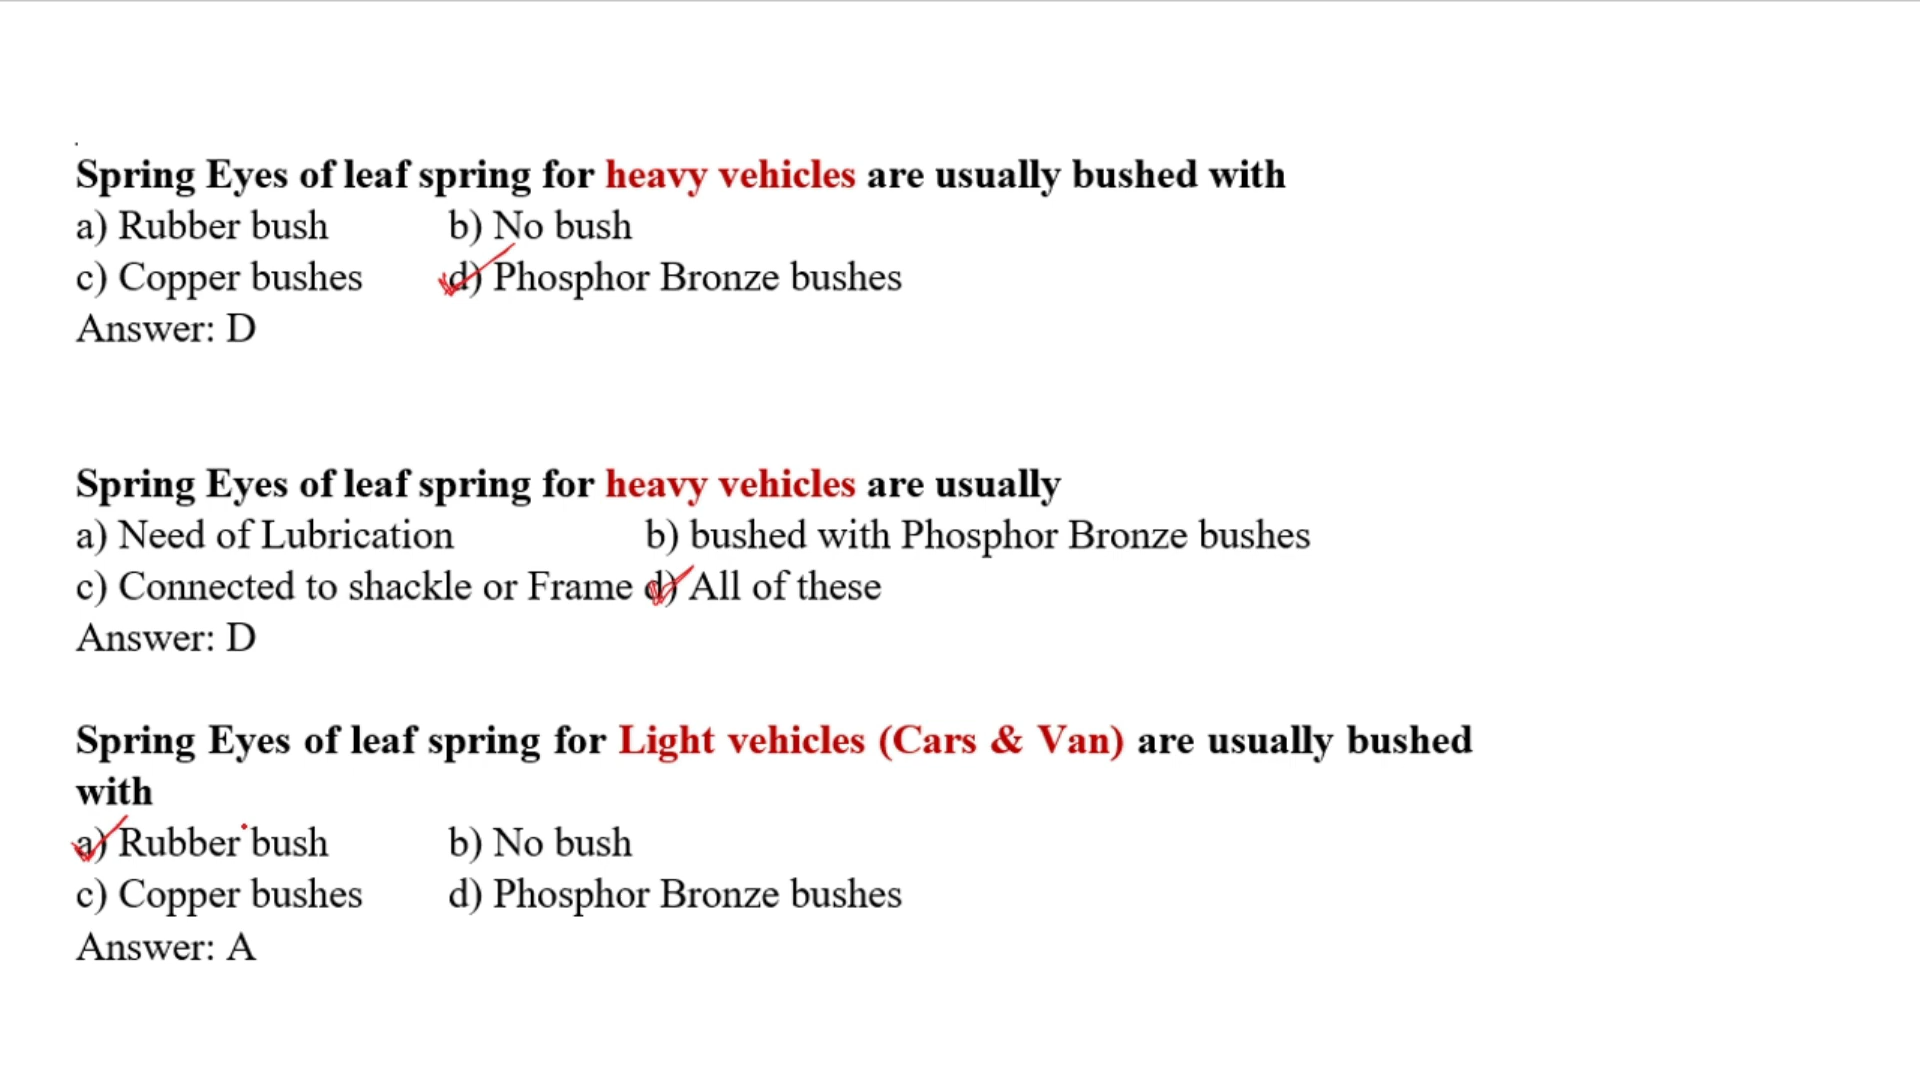 Spring Eyes of leaf spring for heavy vehicles are usually bushed with
a) Rubber bush b) No bush
c) Copper bushes d) Phosphor Bronze bushes
Answer: D
Spring Eyes of leaf spring for heavy vehicles are usually
a) Need of Lubrication b) bushed with Phosphor Bronze bushes
c) Connected to shackle or Frame d) All of these
Answer: D
Spring Eyes of leaf spring for Light vehicles (Cars & Van) are usually bushed
with
a) Rubber bush b) No bush
c) Copper bushes d) Phosphor Bronze bushes
Answer: A